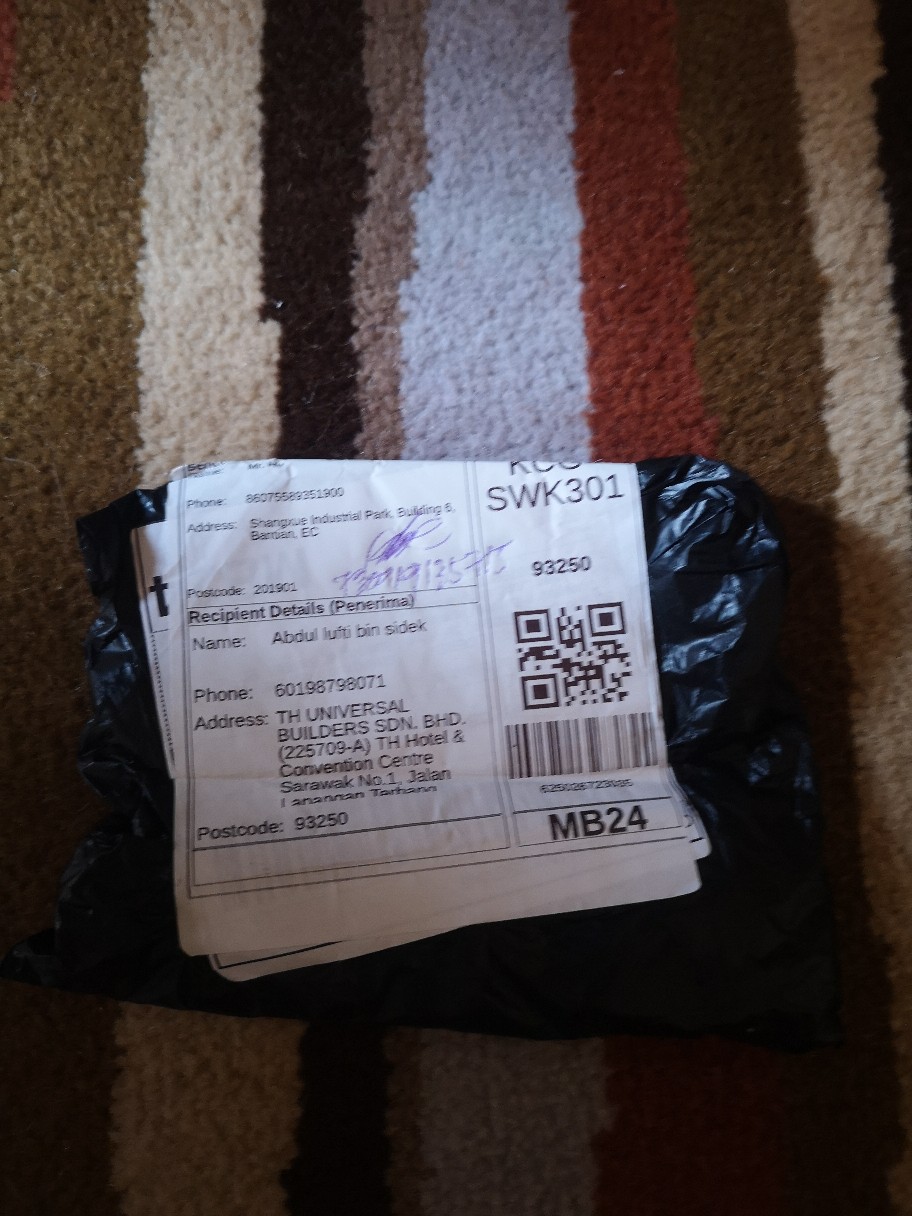 Phone: 86075589351900
Address: Shangxue Industrial Park, Building 6,
Bantian, EC
Postcode: 201901
Recipient Details (Penerima)
Name: Abdul lufti bin sidek
Phone: 60198798071
Address: TH UNIVERSAL
BUILDERS SDN. BHD.
(225709-A) TH Hotel &
Convention Centre
Sarawak No.1, Jalan
Lapangan Terbang
Postcode: 93250
t
SWK301
93250
MB24